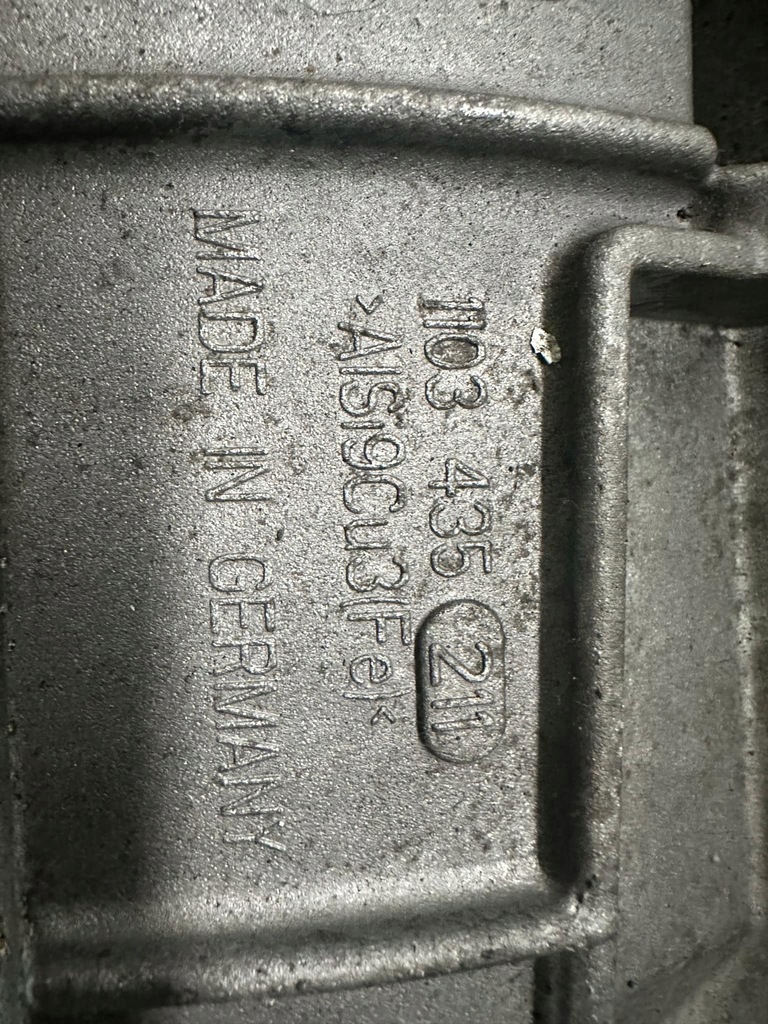 1103 435 211
>AlSi9Cu3(Fe)<
MADE IN GERMANY